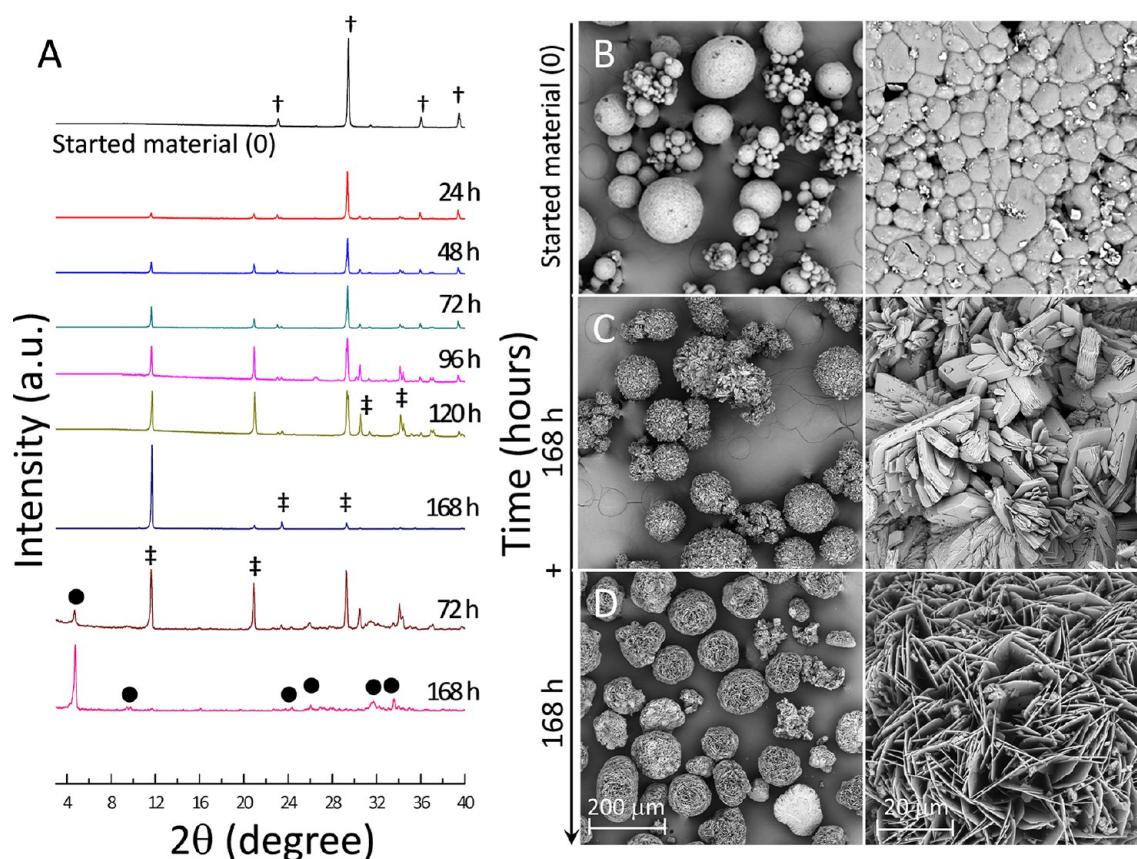 A
†
†
†
†
Started material (0)
24 h
48 h
72 h
96 h
‡
‡
120 h
‡
‡
168 h
‡
‡
●
72 h
●
●
●
●
●
168 h
4 12 16 20 24 28 32 36 40
2θ (degree)
Intensity (a.u.)
Time (hours)
Started material (0)
168 h
+
168 h
B
C
D
200 μm
20 μm